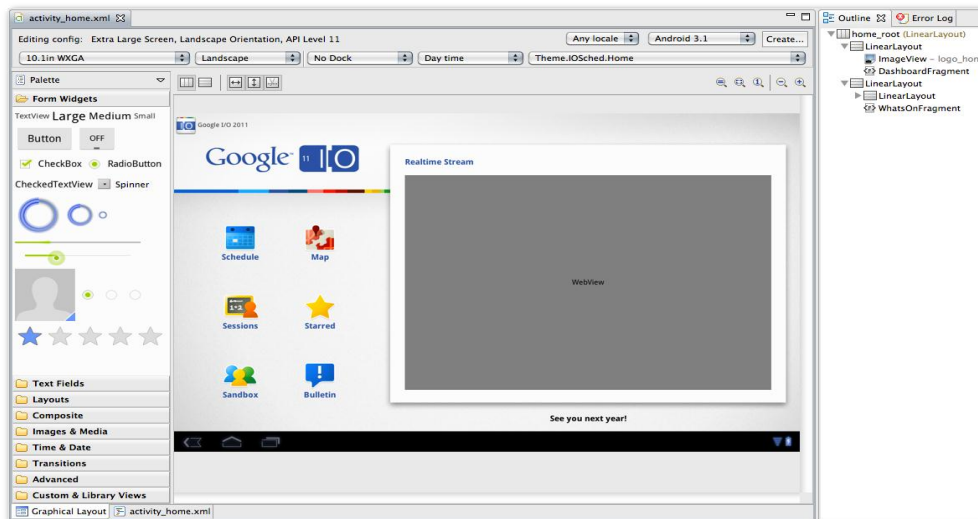 activity_home.xml
Editing config: Extra Large Screen, Landscape Orientation, API Level 11
Any locale
Android 3.1
Create...
10.1in WXGA
Landscape
No Dock
Day time
Theme.IOSched.Home
Palette
Form Widgets
TextView Large Medium Small
Button OFF
CheckBox RadioButton
CheckedTextView Spinner
Text Fields
Layouts
Composite
Images & Media
Time & Date
Transitions
Advanced
Custom & Library Views
Graphical Layout
activity_home.xml
IO Google I/O 2011
Google 11 IO
Schedule
Map
Sessions
Starred
Sandbox
Bulletin
Realtime Stream
WebView
See you next year!
Outline
Error Log
home_root (LinearLayout)
LinearLayout
ImageView - logo_hon
DashboardFragment
LinearLayout
LinearLayout
WhatsOnFragment